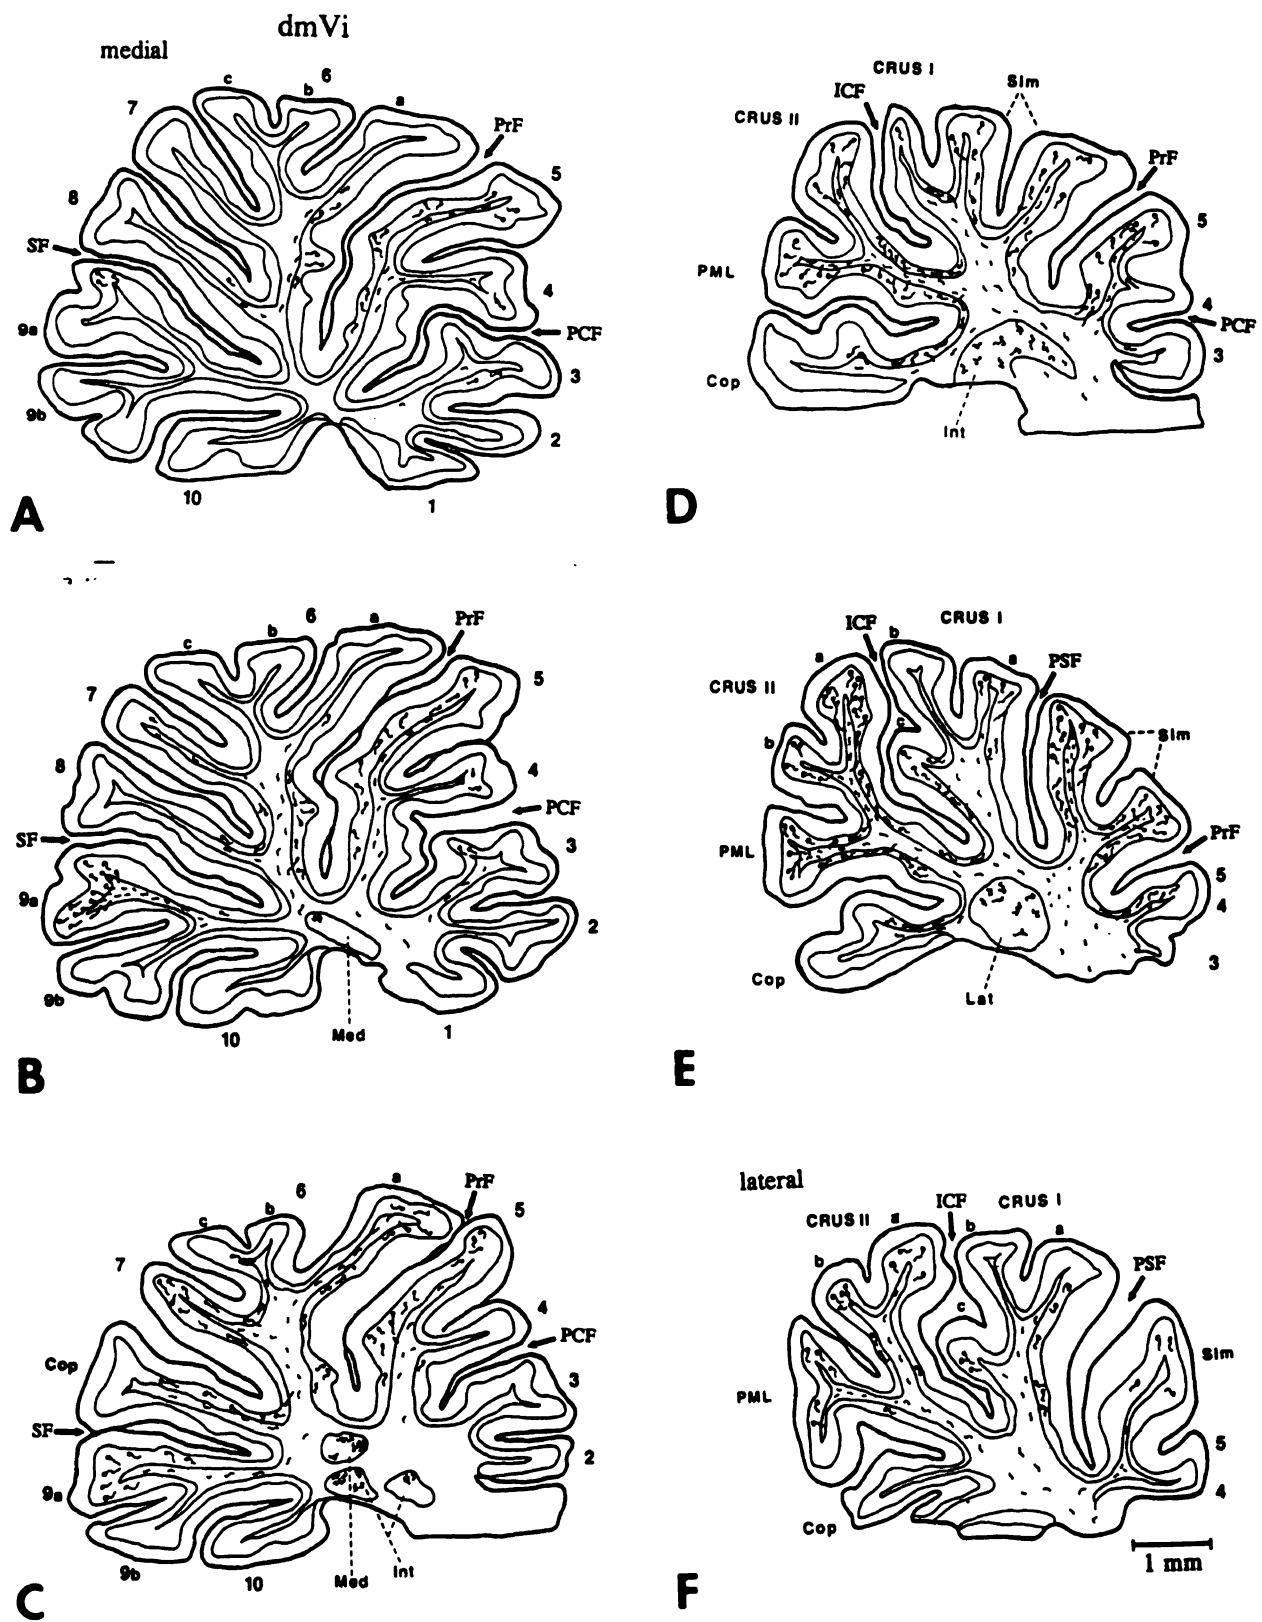 dmVi
medial
c 6 b a
7 PrF
8 5
SF
4
9a PCF
3
9b
2
10 1
A
CRUS I Slm
ICF
CRUS II
PrF
5
PML
4
PCF
3
Cop
Int
D
6
c b a PrF
7 5
8 4
PCF
SF 3
9a
2
9b
10 Med 1
B
ICF b CRUS I
a a PSF
CRUS II
c Slm
b
PML PrF
5
4
Cop 3
Lat
E
6 a PrF
c b 5
7
4
PCF
Cop
3
SF
2
9a
9b 10 Med Int
C
lateral
ICF CRUS I
CRUS II a b a
b PSF
c
Slm
PML
5
4
Cop
1 mm
F